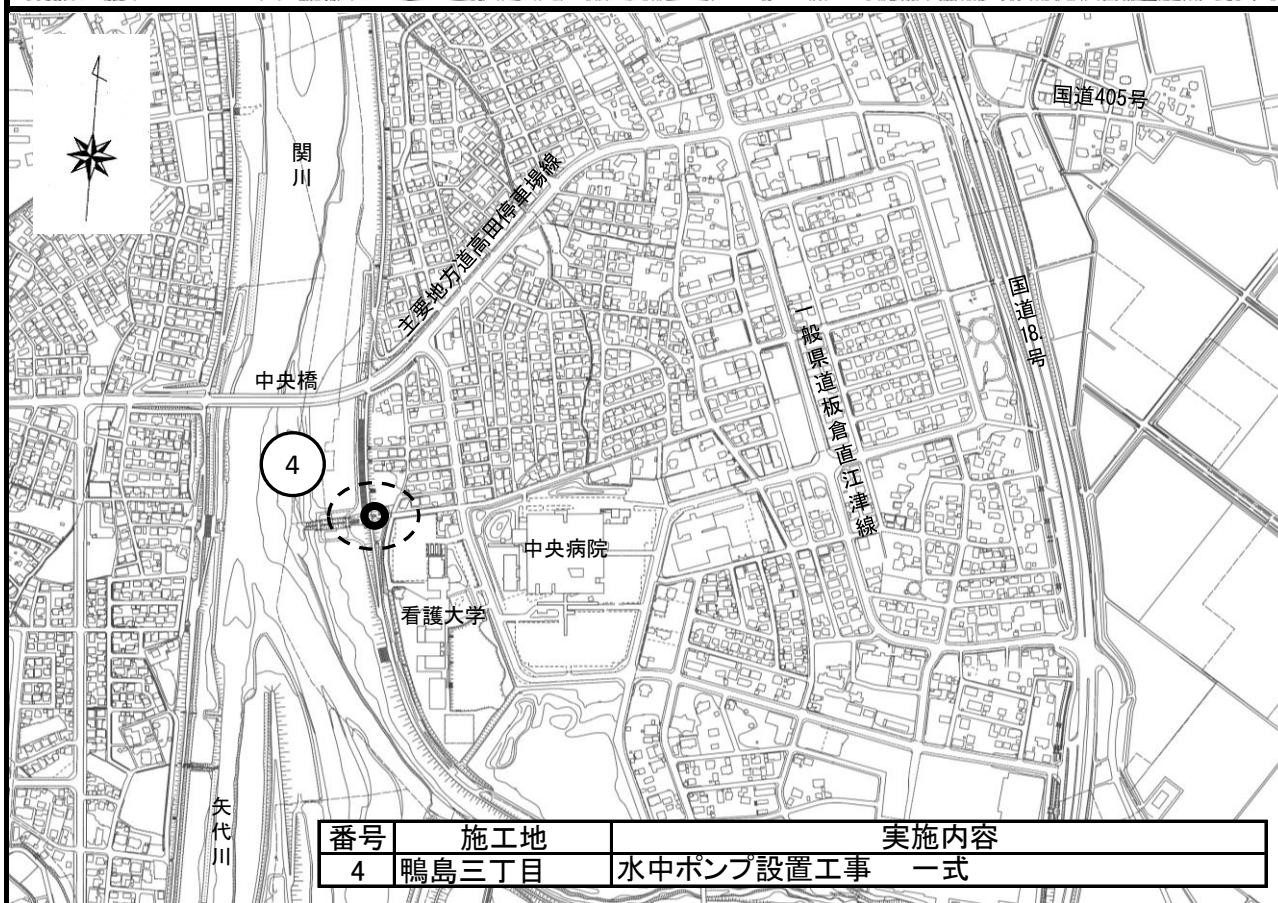 国道405号
関川
主要地方道高田停車場線
国道18号
一般県道板倉直江津線
中央橋
4
中央病院
看護大学
矢代川
番号 施工地 実施内容
4 鴨島三丁目 水中ポンプ設置工事 一式